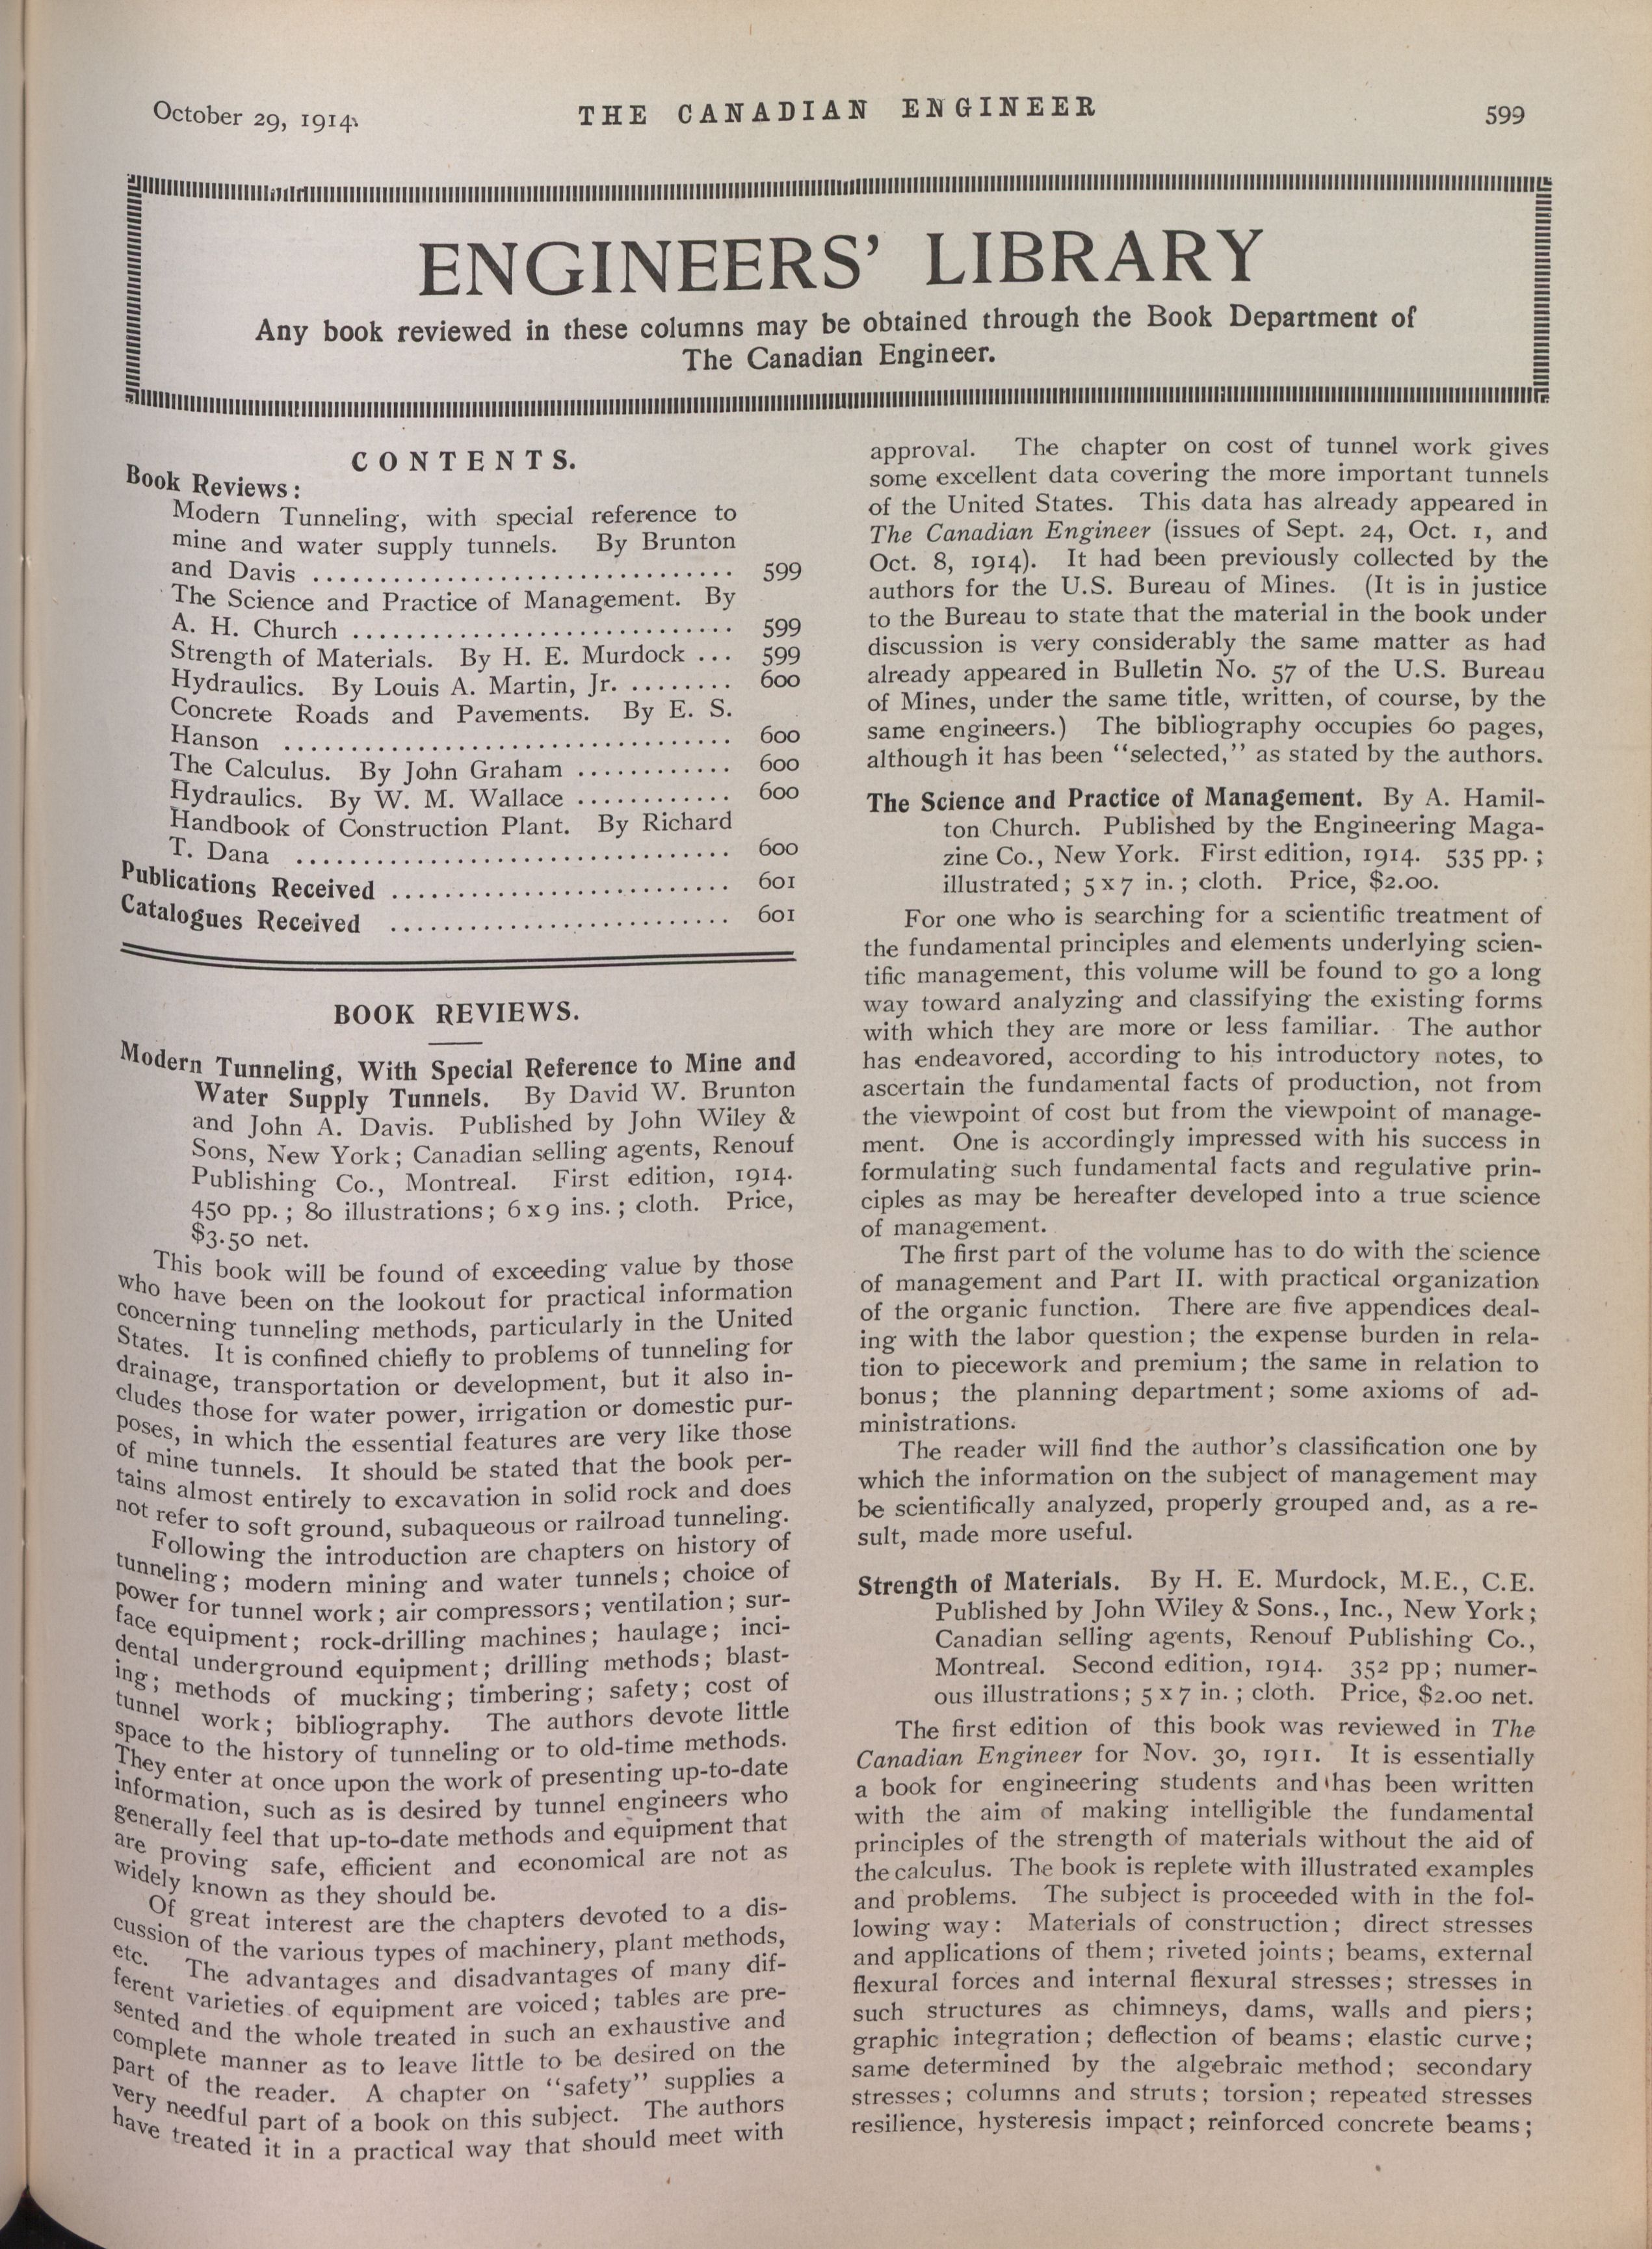 October 29, 1914.
THE CANADIAN ENGINEER
599
ENGINEERS' LIBRARY
Any book reviewed in these columns may be obtained through the Book Department of
The Canadian Engineer.
CONTENTS.
Book Reviews:
Modern Tunneling, with special reference to
mine and water supply tunnels. By Brunton
and Davis ................................ 599
The Science and Practice of Management. By
A. H. Church ............................. 599
Strength of Materials. By H. E. Murdock ... 599
Hydraulics. By Louis A. Martin, Jr. ........ 600
Concrete Roads and Pavements. By E. S.
Hanson .................................. 600
The Calculus. By John Graham ............ 600
Hydraulics. By W. M. Wallace ............ 600
Handbook of Construction Plant. By Richard
T. Dana ................................. 600
Publications Received .......................... 601
Catalogues Received .......................... 601
BOOK REVIEWS.
Modern Tunneling, With Special Reference to Mine and
Water Supply Tunnels. By David W. Brunton
and John A. Davis. Published by John Wiley &
Sons, New York; Canadian selling agents, Renouf
Publishing Co., Montreal. First edition, 1914.
450 pp.; 80 illustrations; 6 x 9 ins.; cloth. Price,
$3.50 net.
This book will be found of exceeding value by those
who have been on the lookout for practical information
concerning tunneling methods, particularly in the United
States. It is confined chiefly to problems of tunneling for
drainage, transportation or development, but it also in-
cludes those for water power, irrigation or domestic pur-
poses, in which the essential features are very like those
of mine tunnels. It should be stated that the book per-
tains almost entirely to excavation in solid rock and does
not refer to soft ground, subaqueous or railroad tunneling.
Following the introduction are chapters on history of
tunneling; modern mining and water tunnels; choice of
power for tunnel work; air compressors; ventilation; sur-
face equipment; rock-drilling machines; haulage; inci-
dental underground equipment; drilling methods; blast-
ing; methods of mucking; timbering; safety; cost of
tunnel work; bibliography. The authors devote little
space to the history of tunneling or to old-time methods.
They enter at once upon the work of presenting up-to-date
information, such as is desired by tunnel engineers who
generally feel that up-to-date methods and equipment that
are proving safe, efficient and economical are not as
widely known as they should be.
Of great interest are the chapters devoted to a dis-
cussion of the various types of machinery, plant methods,
etc. The advantages and disadvantages of many dif-
ferent varieties of equipment are voiced; tables are pre-
sented and the whole treated in such an exhaustive and
complete manner as to leave little to be desired on the
part of the reader. A chapter on "safety" supplies a
very needful part of a book on this subject. The authors
have treated it in a practical way that should meet with
approval. The chapter on cost of tunnel work gives
some excellent data covering the more important tunnels
of the United States. This data has already appeared in
The Canadian Engineer (issues of Sept. 24, Oct. 1, and
Oct. 8, 1914). It had been previously collected by the
authors for the U.S. Bureau of Mines. (It is in justice
to the Bureau to state that the material in the book under
discussion is very considerably the same matter as had
already appeared in Bulletin No. 57 of the U.S. Bureau
of Mines, under the same title, written, of course, by the
same engineers.) The bibliography occupies 60 pages,
although it has been "selected," as stated by the authors.
The Science and Practice of Management. By A. Hamil-
ton Church. Published by the Engineering Maga-
zine Co., New York. First edition, 1914. 535 pp.;
illustrated; 5 x 7 in.; cloth. Price, $2.00.
For one who is searching for a scientific treatment of
the fundamental principles and elements underlying scien-
tific management, this volume will be found to go a long
way toward analyzing and classifying the existing forms
with which they are more or less familiar. The author
has endeavored, according to his introductory notes, to
ascertain the fundamental facts of production, not from
the viewpoint of cost but from the viewpoint of manage-
ment. One is accordingly impressed with his success in
formulating such fundamental facts and regulative prin-
ciples as may be hereafter developed into a true science
of management.
The first part of the volume has to do with the science
of management and Part II. with practical organization
of the organic function. There are five appendices deal-
ing with the labor question; the expense burden in rela-
tion to piecework and premium; the same in relation to
bonus; the planning department; some axioms of ad-
ministrations.
The reader will find the author's classification one by
which the information on the subject of management may
be scientifically analyzed, properly grouped and, as a re-
sult, made more useful.
Strength of Materials. By H. E. Murdock, M.E., C.E.
Published by John Wiley & Sons., Inc., New York;
Canadian selling agents, Renouf Publishing Co.,
Montreal. Second edition, 1914. 352 pp; numer-
ous illustrations; 5 x 7 in.; cloth. Price, $2.00 net.
The first edition of this book was reviewed in The
Canadian Engineer for Nov. 30, 1911. It is essentially
a book for engineering students and has been written
with the aim of making intelligible the fundamental
principles of the strength of materials without the aid of
the calculus. The book is replete with illustrated examples
and problems. The subject is proceeded with in the fol-
lowing way: Materials of construction; direct stresses
and applications of them; riveted joints; beams, external
flexural forces and internal flexural stresses; stresses in
such structures as chimneys, dams, walls and piers;
graphic integration; deflection of beams; elastic curve;
same determined by the algebraic method; secondary
stresses; columns and struts; torsion; repeated stresses
resilience, hysteresis impact; reinforced concrete beams;